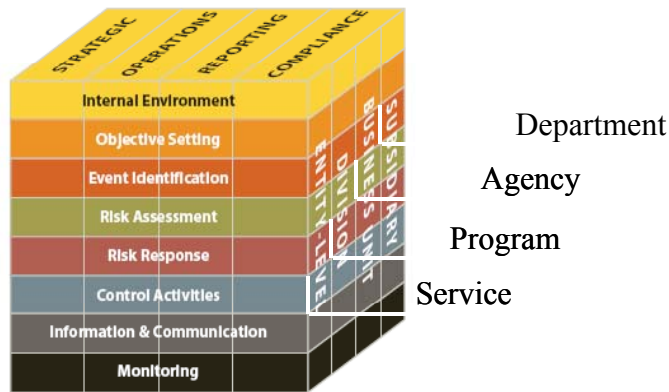 STRATEGIC
OPERATIONS
REPORTING
COMPLIANCE
Internal Environment
Objective Setting
Event Identification
Risk Assessment
Risk Response
Control Activities
Information & Communication
Monitoring
ENTITY-LEVEL
DIVISION
BUSINESS UNIT
SUBSIDIARY
Department
Agency
Program
Service